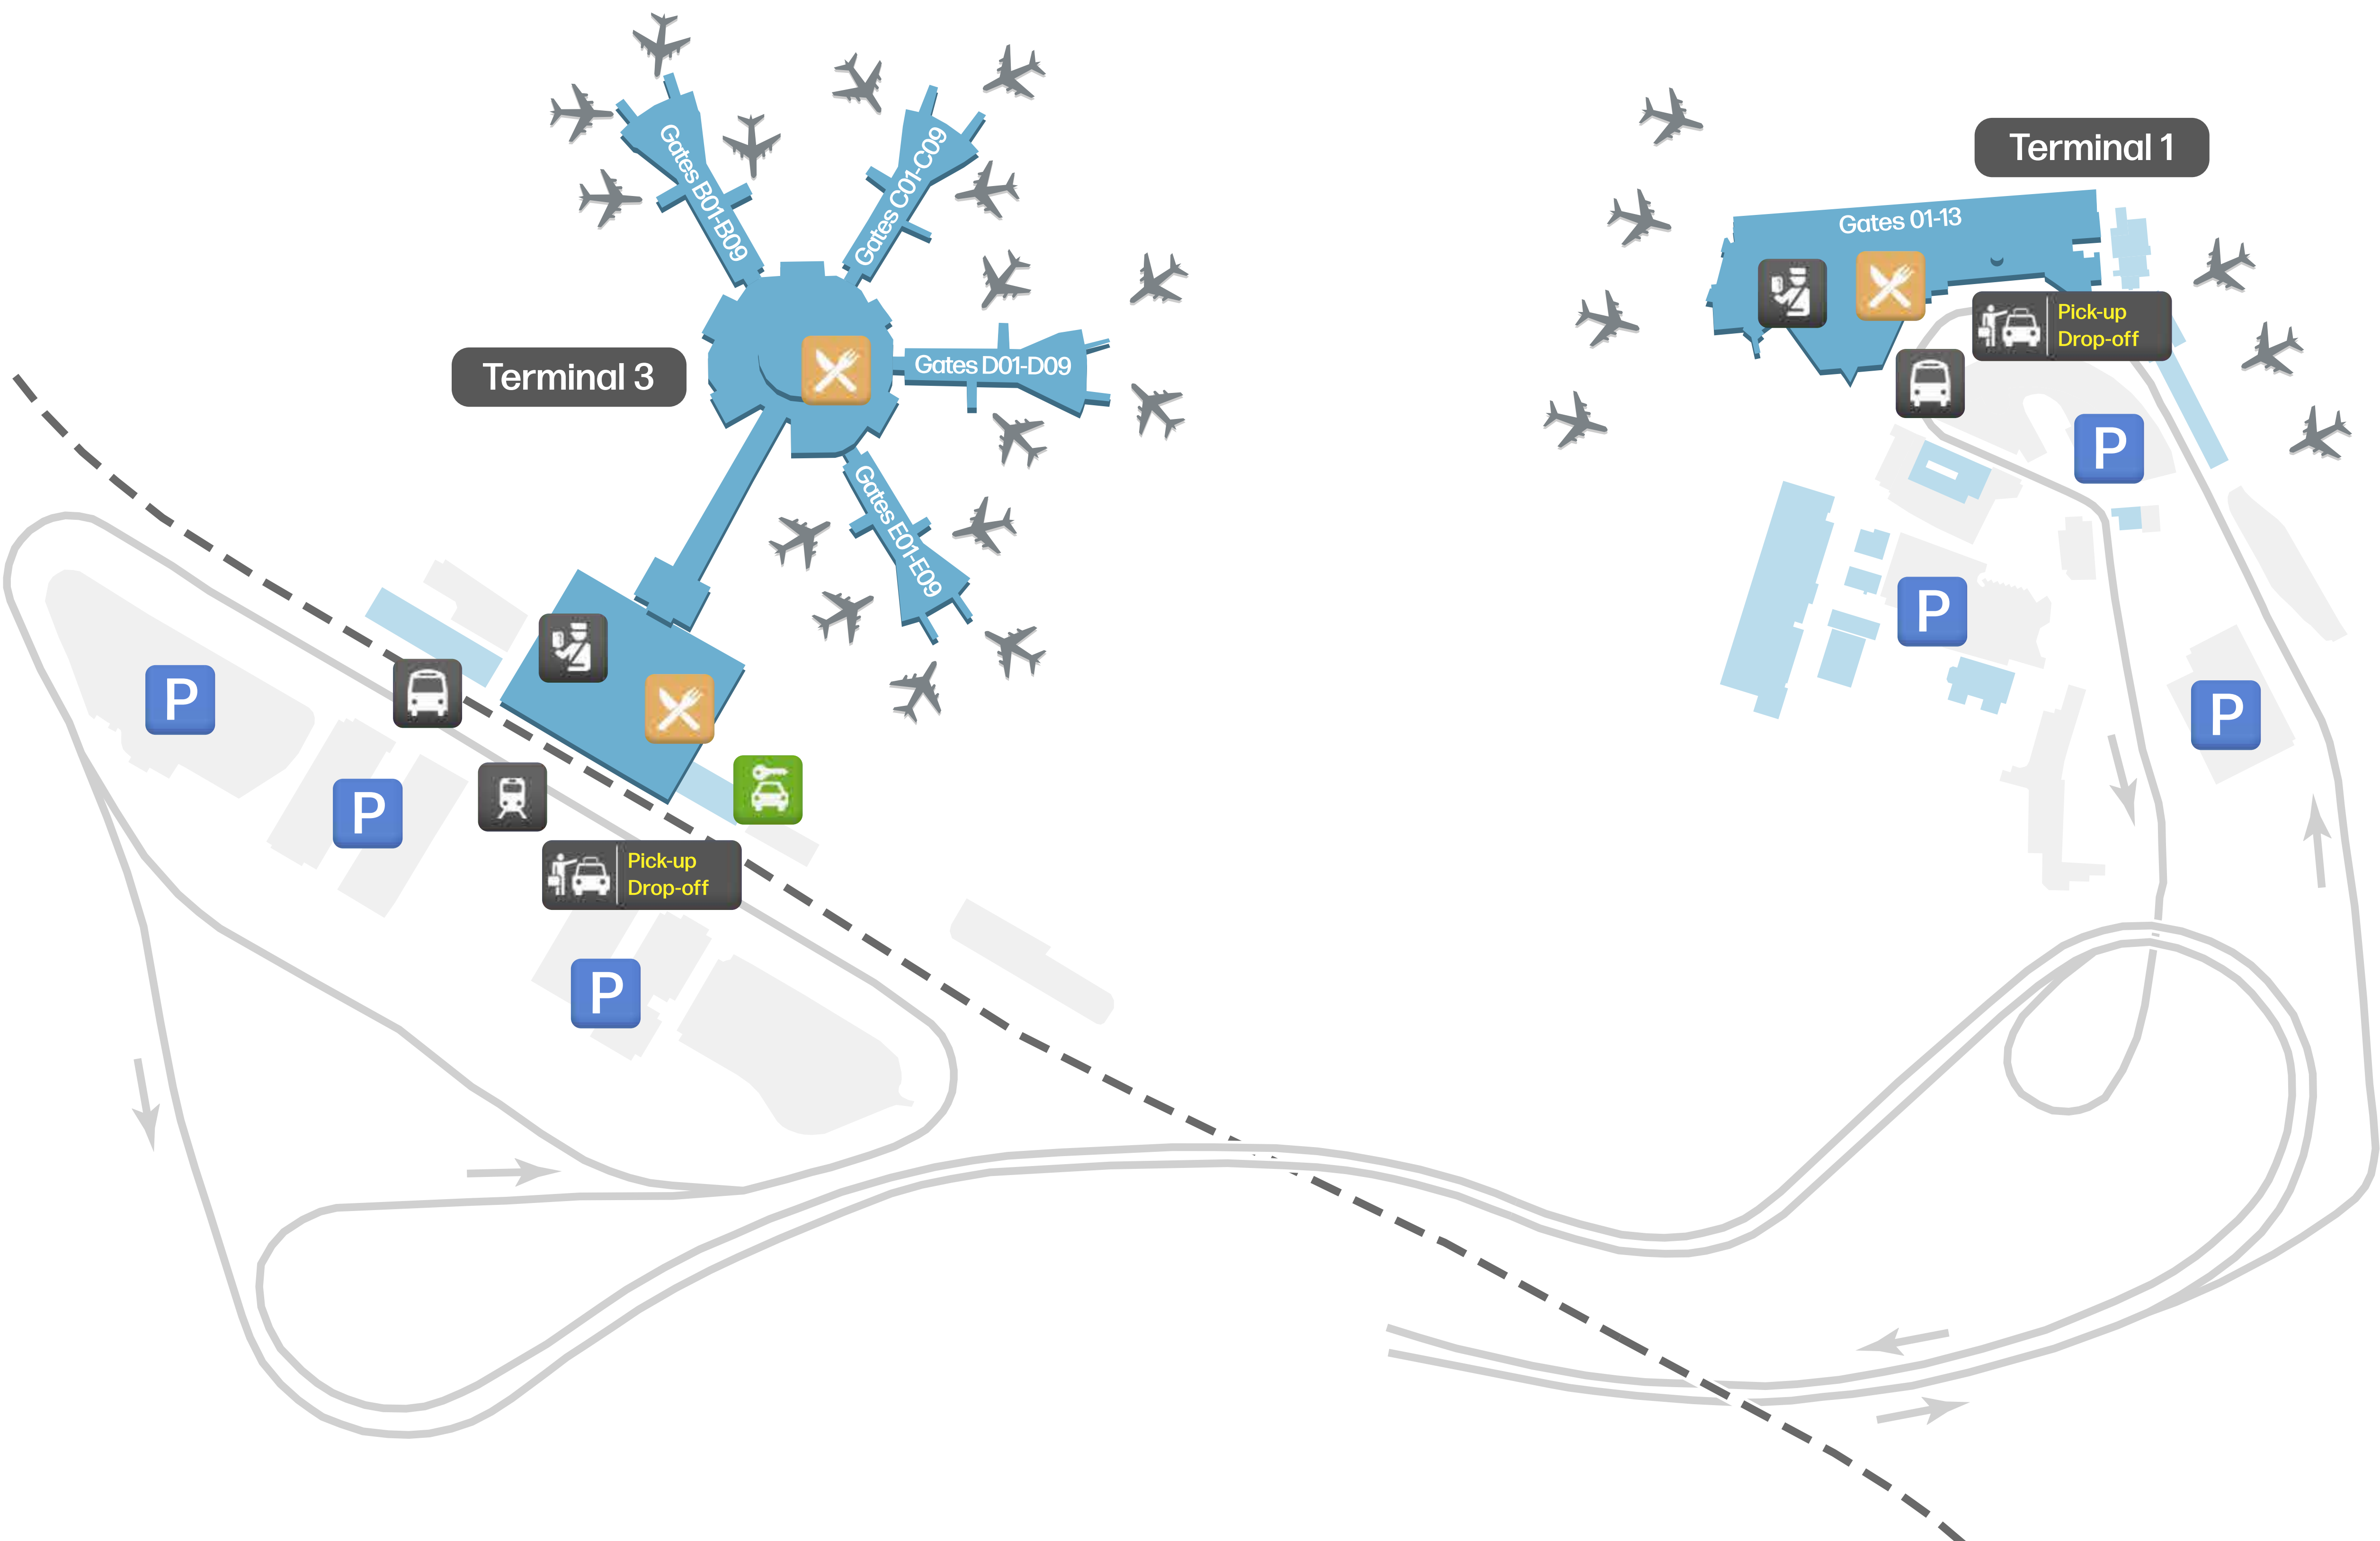 Terminal 1
Gates B01-B09
Gates C01-C09
Gates 01-13
Pick-up
Drop-off
Terminal 3
Gates D01-D09
P
Gates E01-E09
P
P
P
P
Pick-up
Drop-off
P